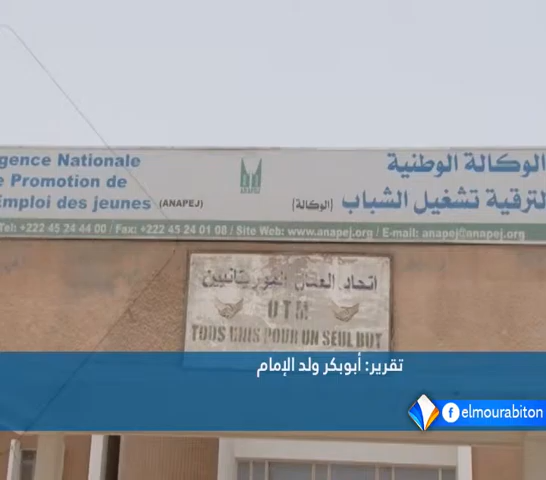 gence Nationale
Promotion de
Emploi des jeunes (ANAPEJ)
ANAPEJ
الوكالة الوطنية
لترقية تشغيل الشباب (الوكالة)
Tel: +222 45 24 44 00 / Fax: +222 45 24 01 08 / Site Web: www.anapej.org / E-mail: anapej@anapej.org
اتحاد العمال الموريتانيين
UTM
TOUS UNIS POUR UN SEUL BUT
تقرير: أبوبكر ولد الإمام
elmourabiton